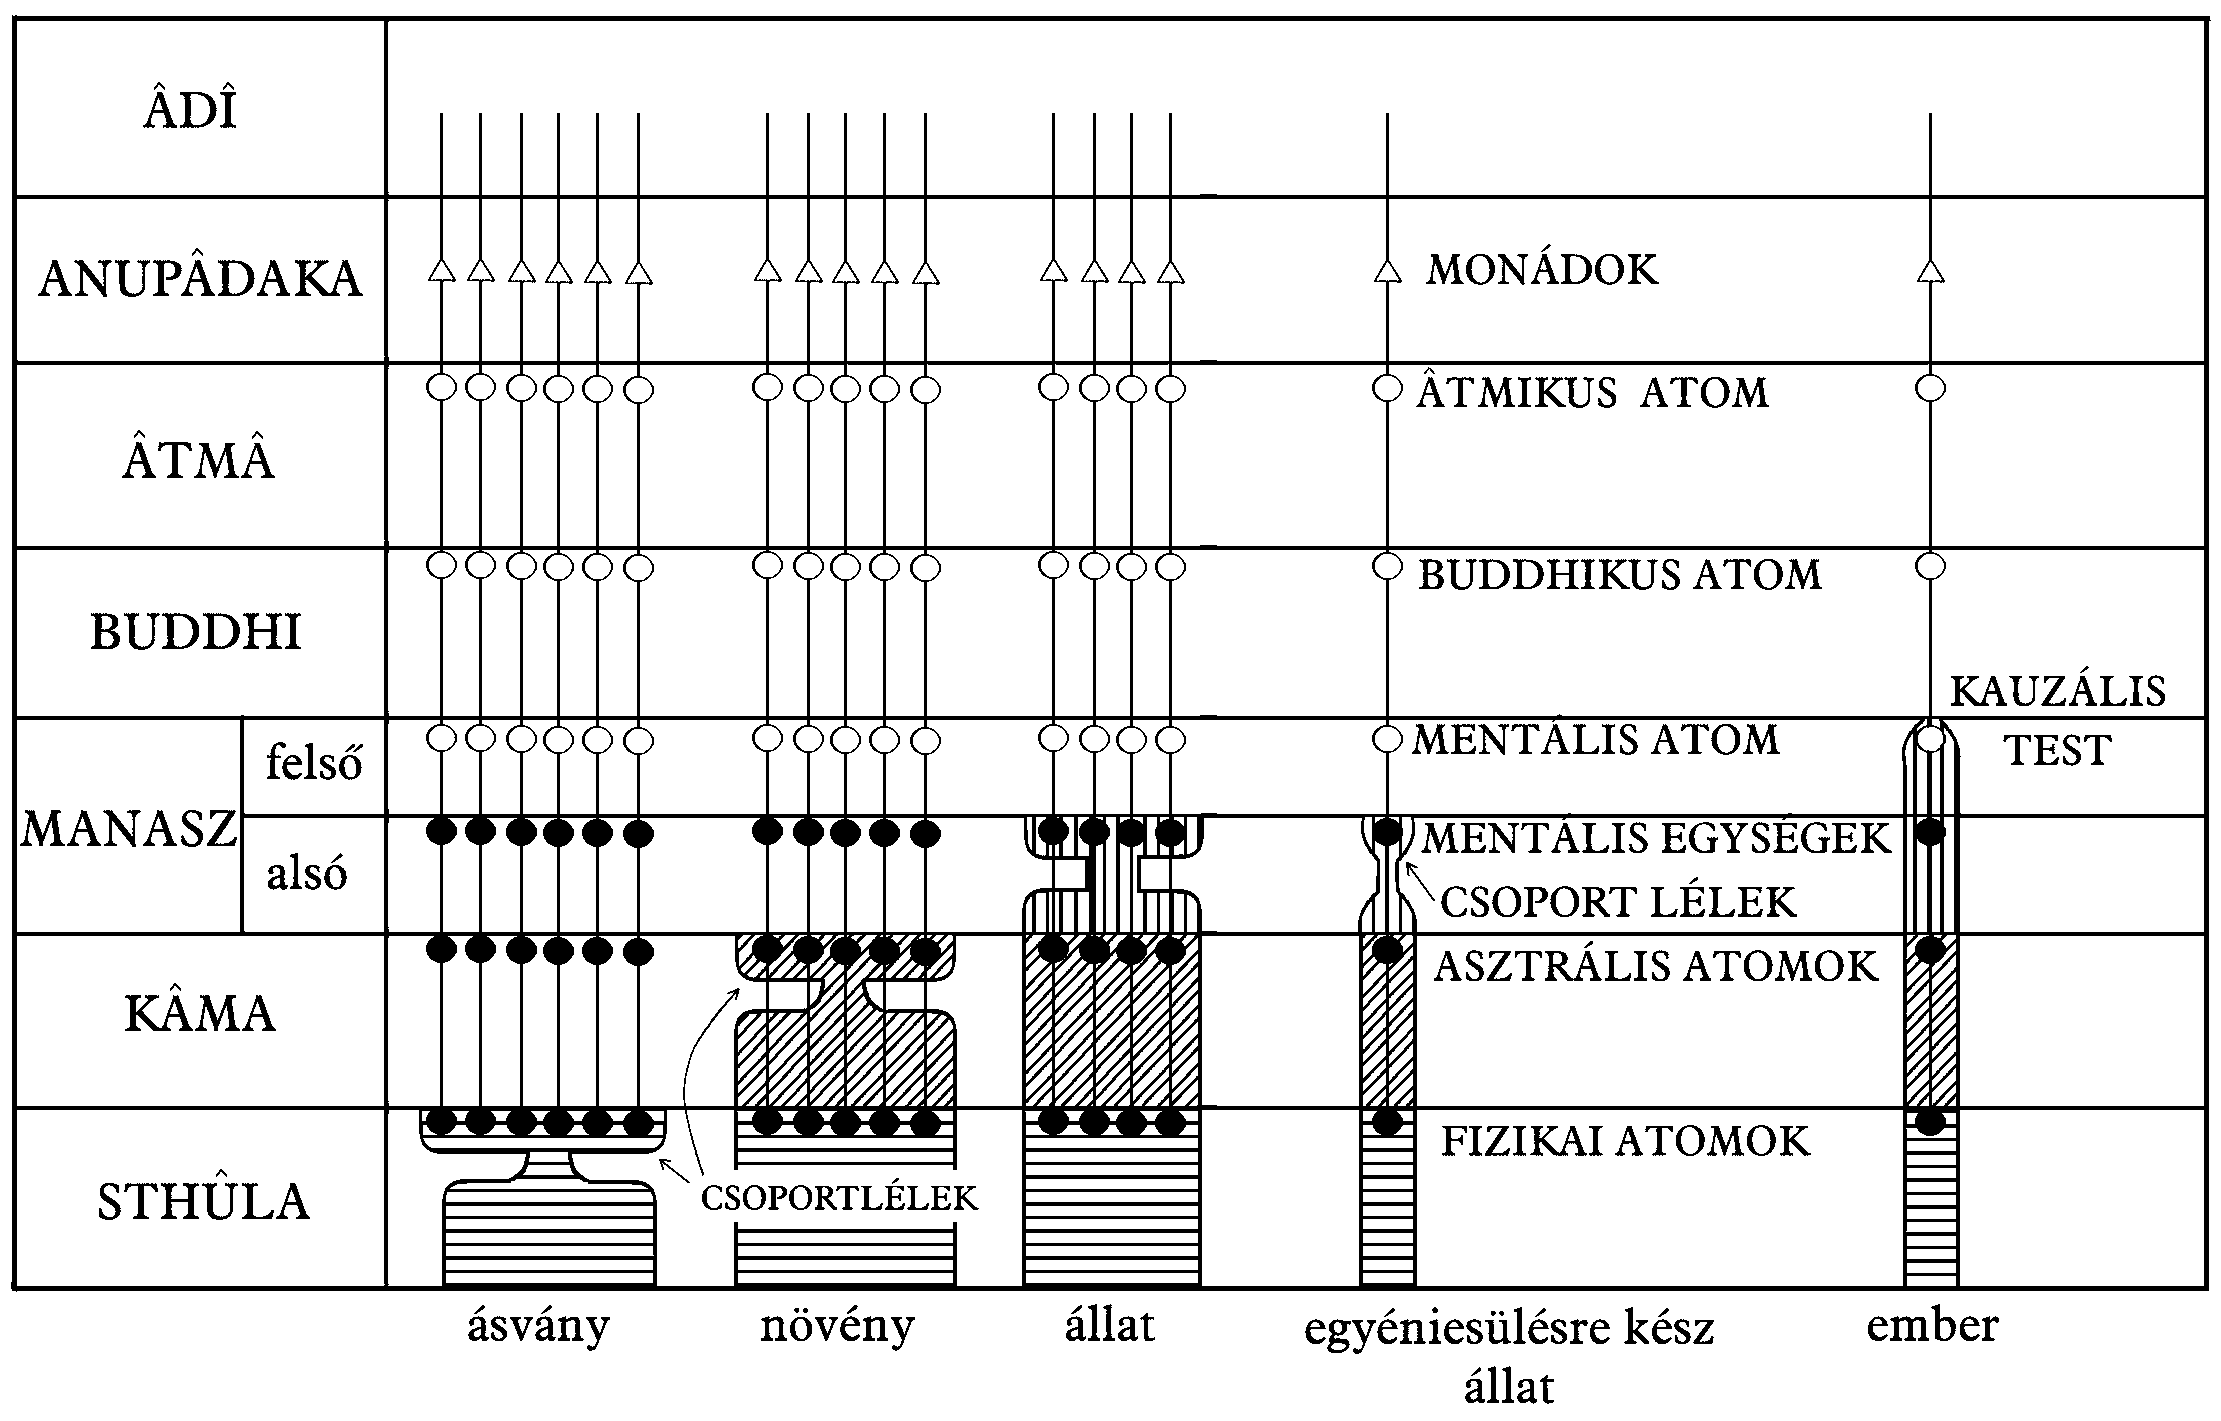 ÂDÎ
ANUPÂDAKA
MONÁDOK
ÂTMIKUS ATOM
ÂTMÂ
BUDDHIKUS ATOM
BUDDHI
KAUZÁLIS
TEST
MANASZ
felső
MENTÁLIS ATOM
alsó
MENTÁLIS EGYSÉGEK
CSOPORT LÉLEK
ASZTRÁLIS ATOMOK
KÂMA
FIZIKAI ATOMOK
STHÛLA
CSOPORTLÉLEK
ásvány
növény
állat
egyéniesülésre kész
állat
ember